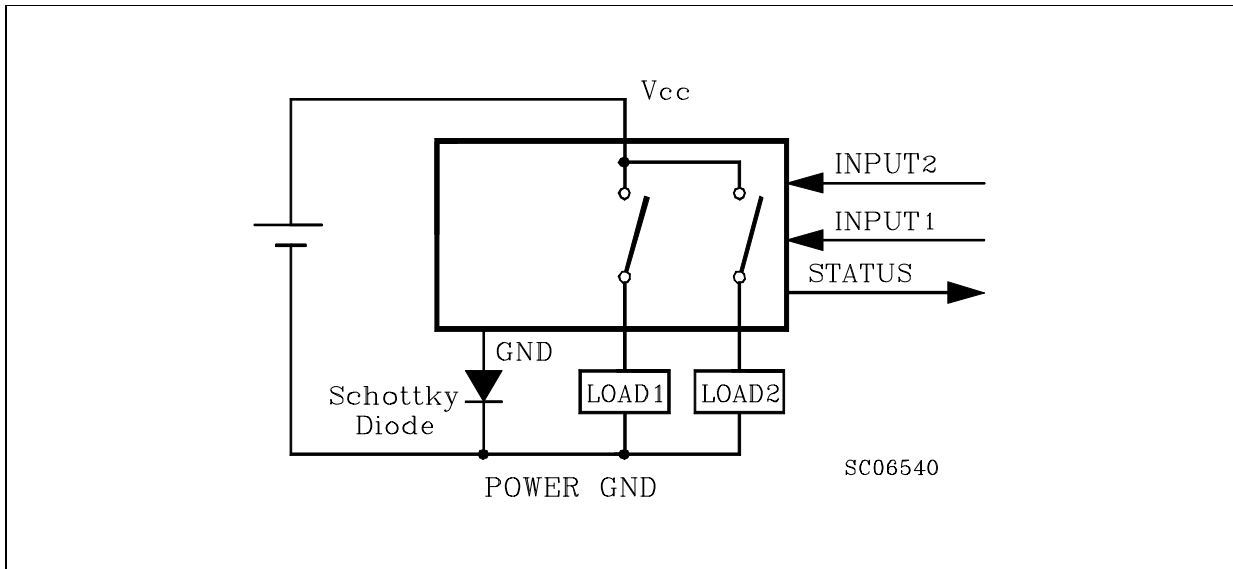 Vcc
INPUT2
INPUT1
STATUS
GND
Schottky
Diode
LOAD1
LOAD2
SC06540
POWER GND